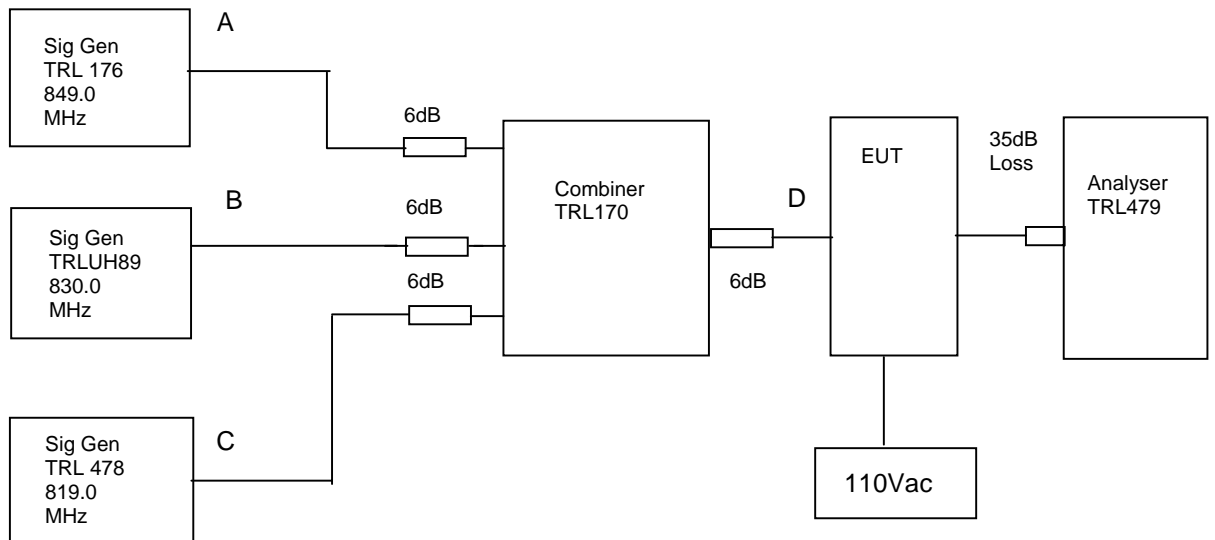 A
Sig Gen
TRL 176
849.0
MHz
6dB
B
Sig Gen
TRLUH89
830.0
MHz
6dB
6dB
C
Sig Gen
TRL 478
819.0
MHz
Combiner
TRL170
6dB
D
EUT
110Vac
35dB
Loss
Analyser
TRL479